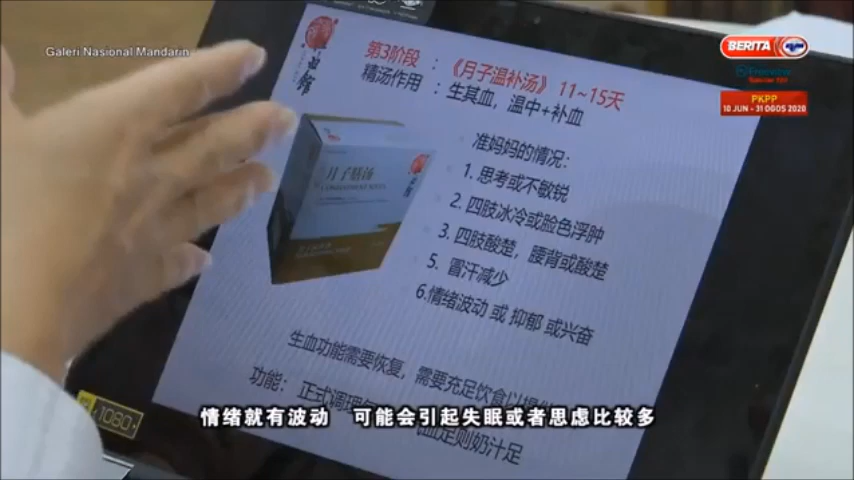 Galeri Nasional Mandarin
BERITA
PKPP
10 JUN - 31 OGOS 2020
第3阶段 ：《月子温补汤》 11~15天
精汤作用 ：生其血，温中+补血
月子膳汤
准妈妈的情况：
1. 思考或不敏锐
2. 四肢冰冷或脸色浮肿
3. 四肢酸楚，腰背或酸楚
5. 冒汗减少
6.情绪波动 或 抑郁 或兴奋
生血功能需要恢复，需要充足饮食以
功能：正式调理
则奶汁足
1080
情绪就有波动 可能会引起失眠或者思虑比较多